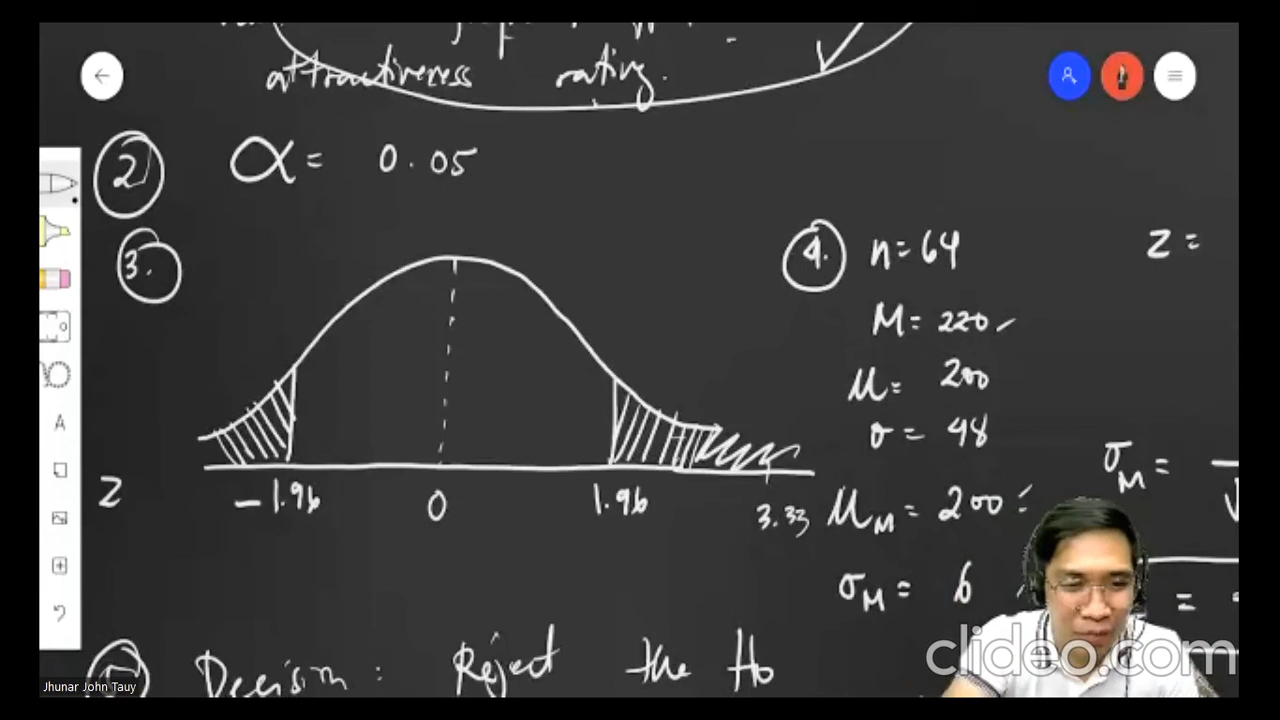 attractiveness rating.
2 α = 0.05
3.
z -1.96 0 1.96 3.33
4. n = 64
M = 220
μ = 200
σ = 48
μM = 200
σM = 6
z =
σM =
=
Decision: Reject the Ho
A
Jhunar John Tauy
clideo.com